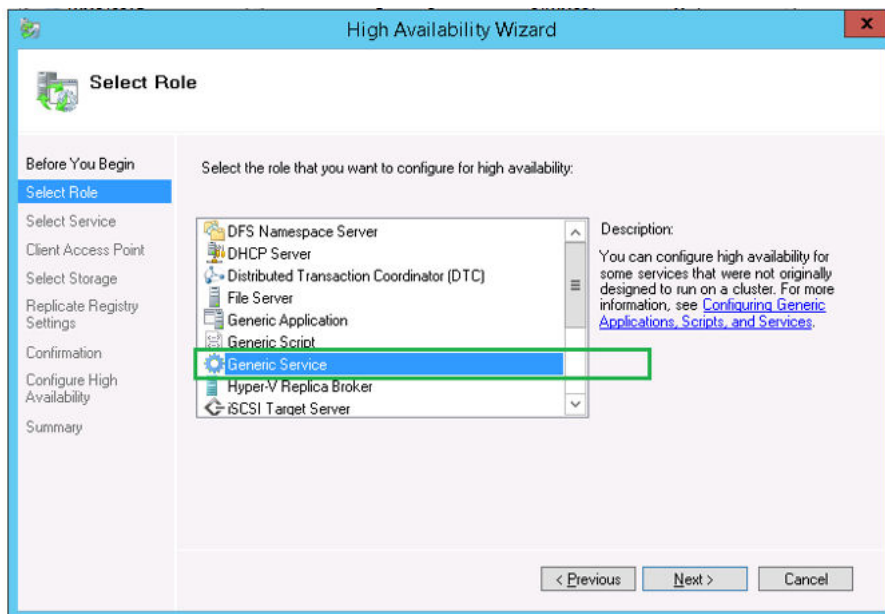 High Availability Wizard
x
Select Role
Before You Begin
Select Role
Select Service
Client Access Point
Select Storage
Replicate Registry
Settings
Confirmation
Configure High
Availability
Summary
Select the role that you want to configure for high availability:
DFS Namespace Server
DHCP Server
Distributed Transaction Coordinator (DTC)
File Server
Generic Application
Generic Script
Generic Service
Hyper-V Replica Broker
iSCSI Target Server
Description:
You can configure high availability for
some services that were not originally
designed to run on a cluster. For more
information, see Configuring Generic
Applications, Scripts, and Services.
< Previous
Next >
Cancel